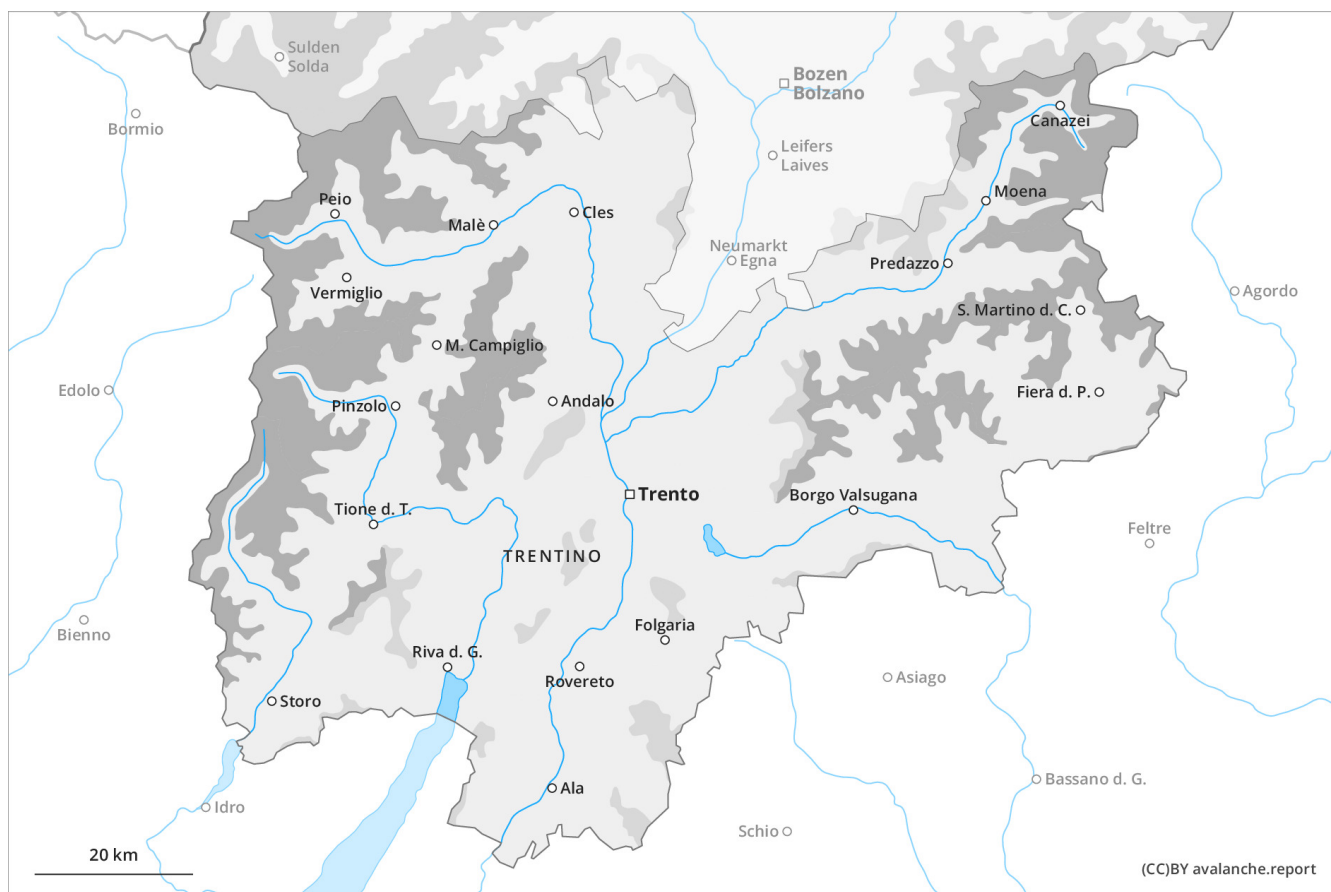 Sulden
Solda
Bozen
Bolzano
Bormio
Canazei
Leifers
Laives
Peio
Malè
Cles
Moena
Neumarkt
Egna
Predazzo
Vermiglio
Agordo
S. Martino d. C.
M. Campiglio
Edolo
Pinzolo
Andalo
Fiera d. P.
Trento
Borgo Valsugana
Tione d. T.
Feltre
TRENTINO
Bienno
Folgaria
Riva d. G.
Rovereto
Asiago
Storo
Bassano d. G.
Ala
Idro
Schio
20 km
(CC)BY avalanche.report